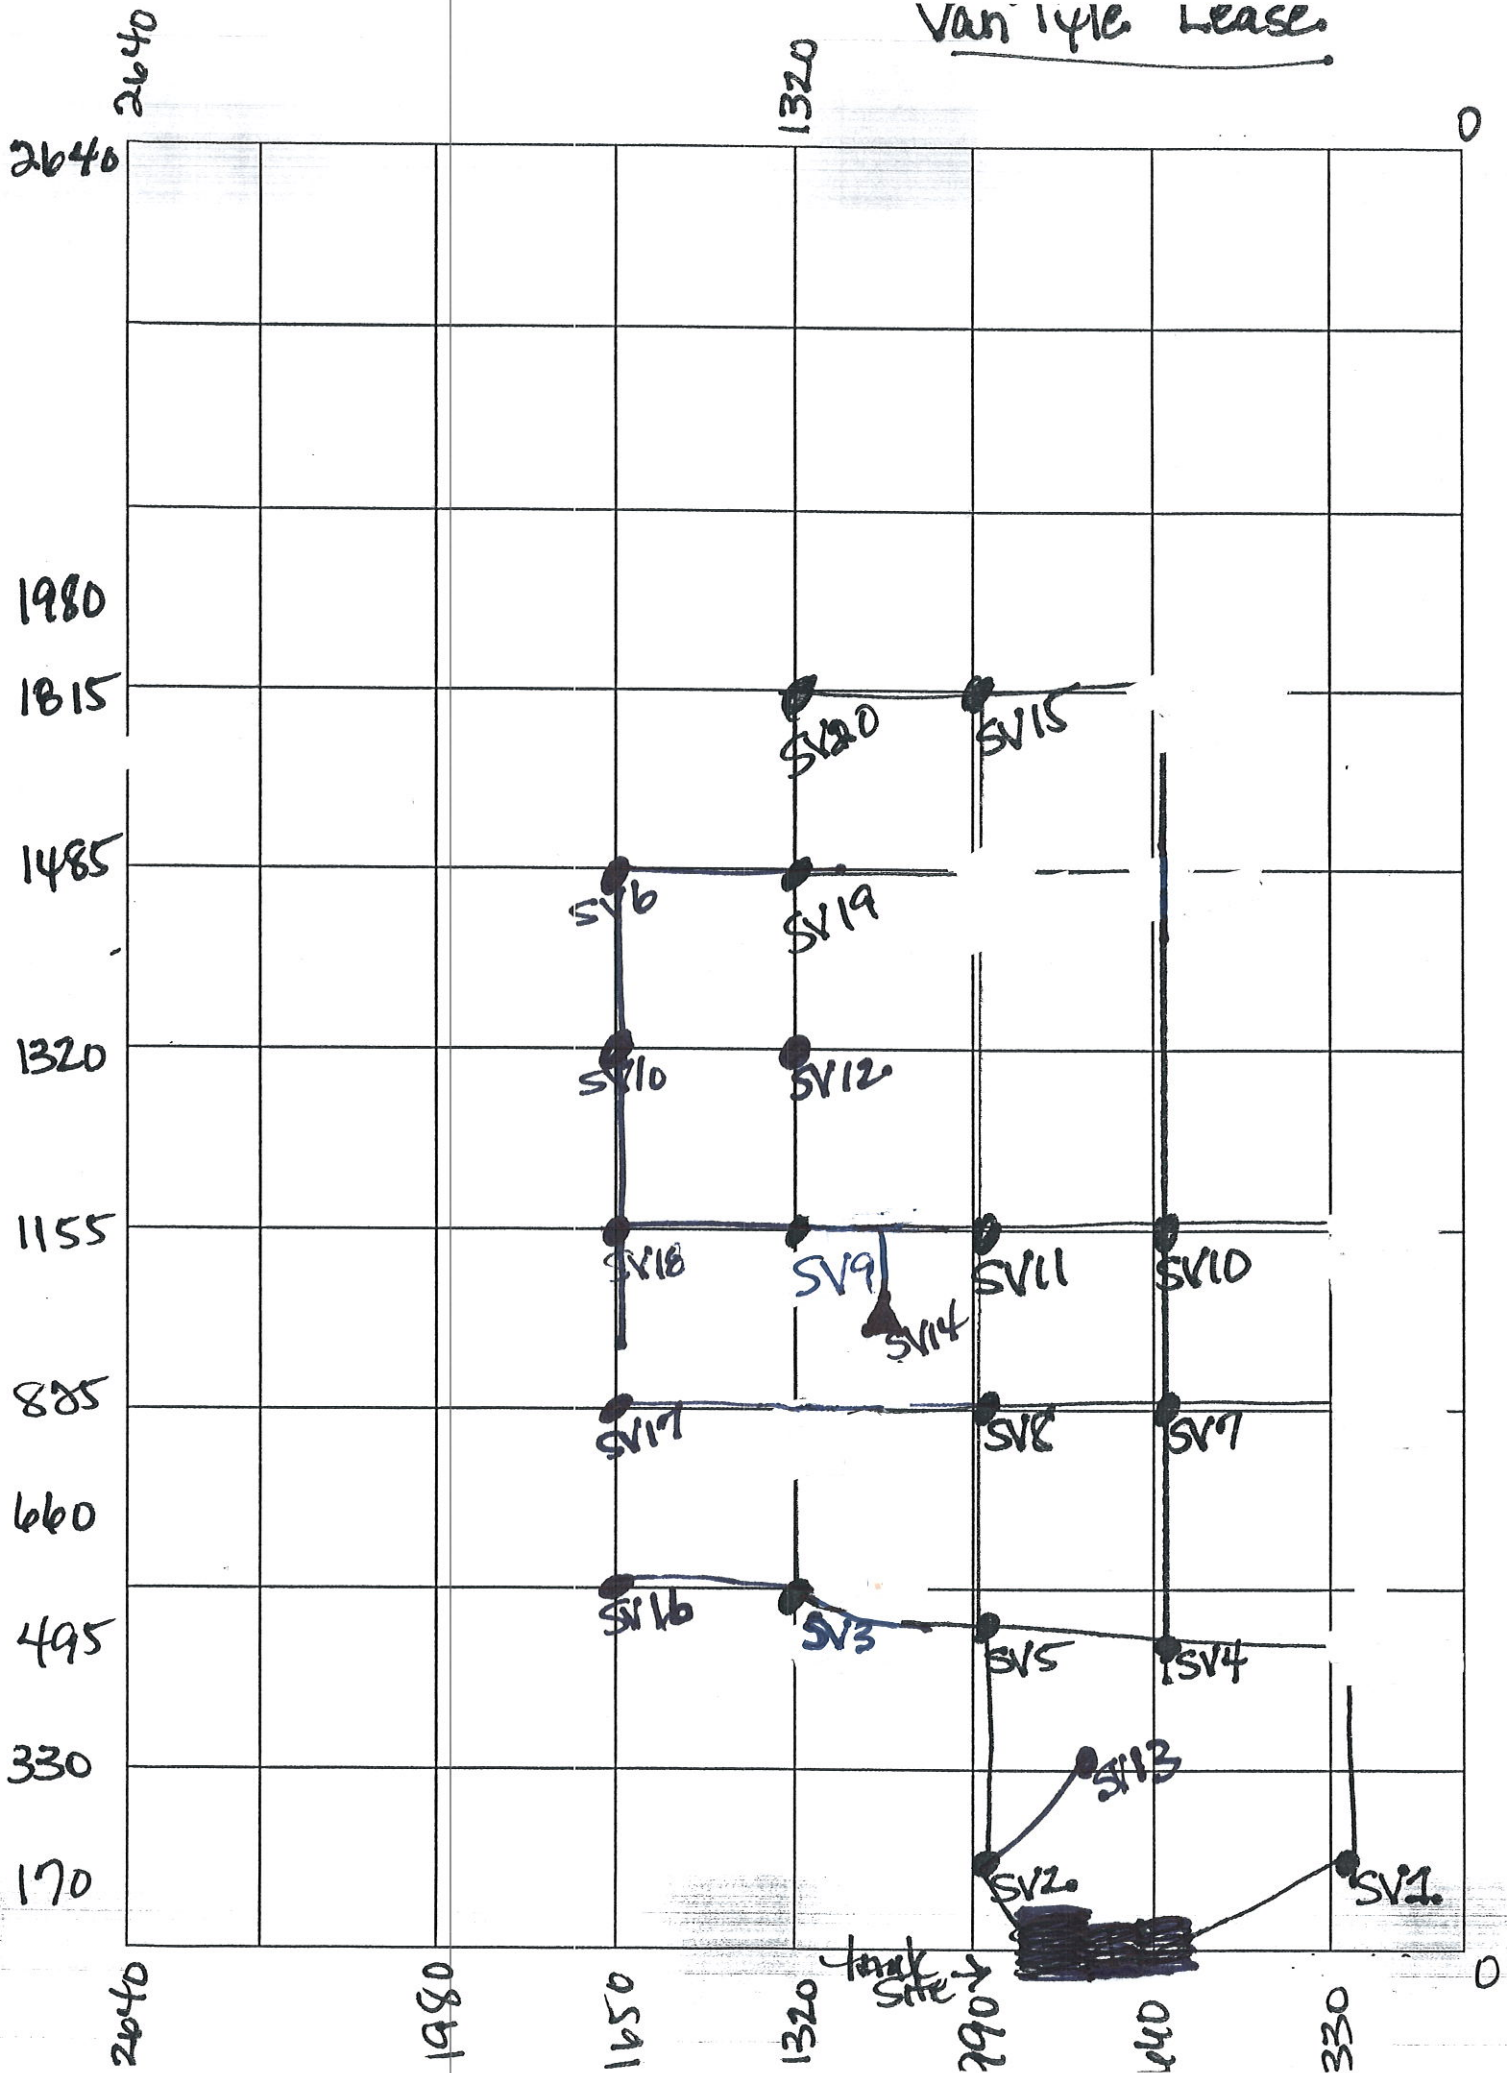 Van Tyle Lease
2640
1320
0
2640
1980
1815
SV20
SV15
1485
SV6
SV19
1320
SV10
SV12
1155
SV18
SV9
SV11
SV10
SV14
825
SV17
SV8
SV7
660
SV16
495
SV3
SV5
SV4
330
SV13
170
SV2
SV1
tank
site →
0
2640
1980
1650
1320
990
660
330